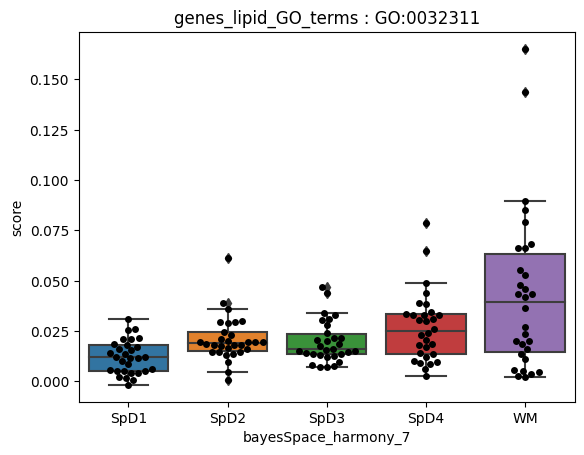 genes_lipid_GO_terms : GO:0032311
0.150
0.125
0.100
0.075
0.050
0.025
0.000
score
SpD1 SpD2 SpD3 SpD4 WM
bayesSpace_harmony_7